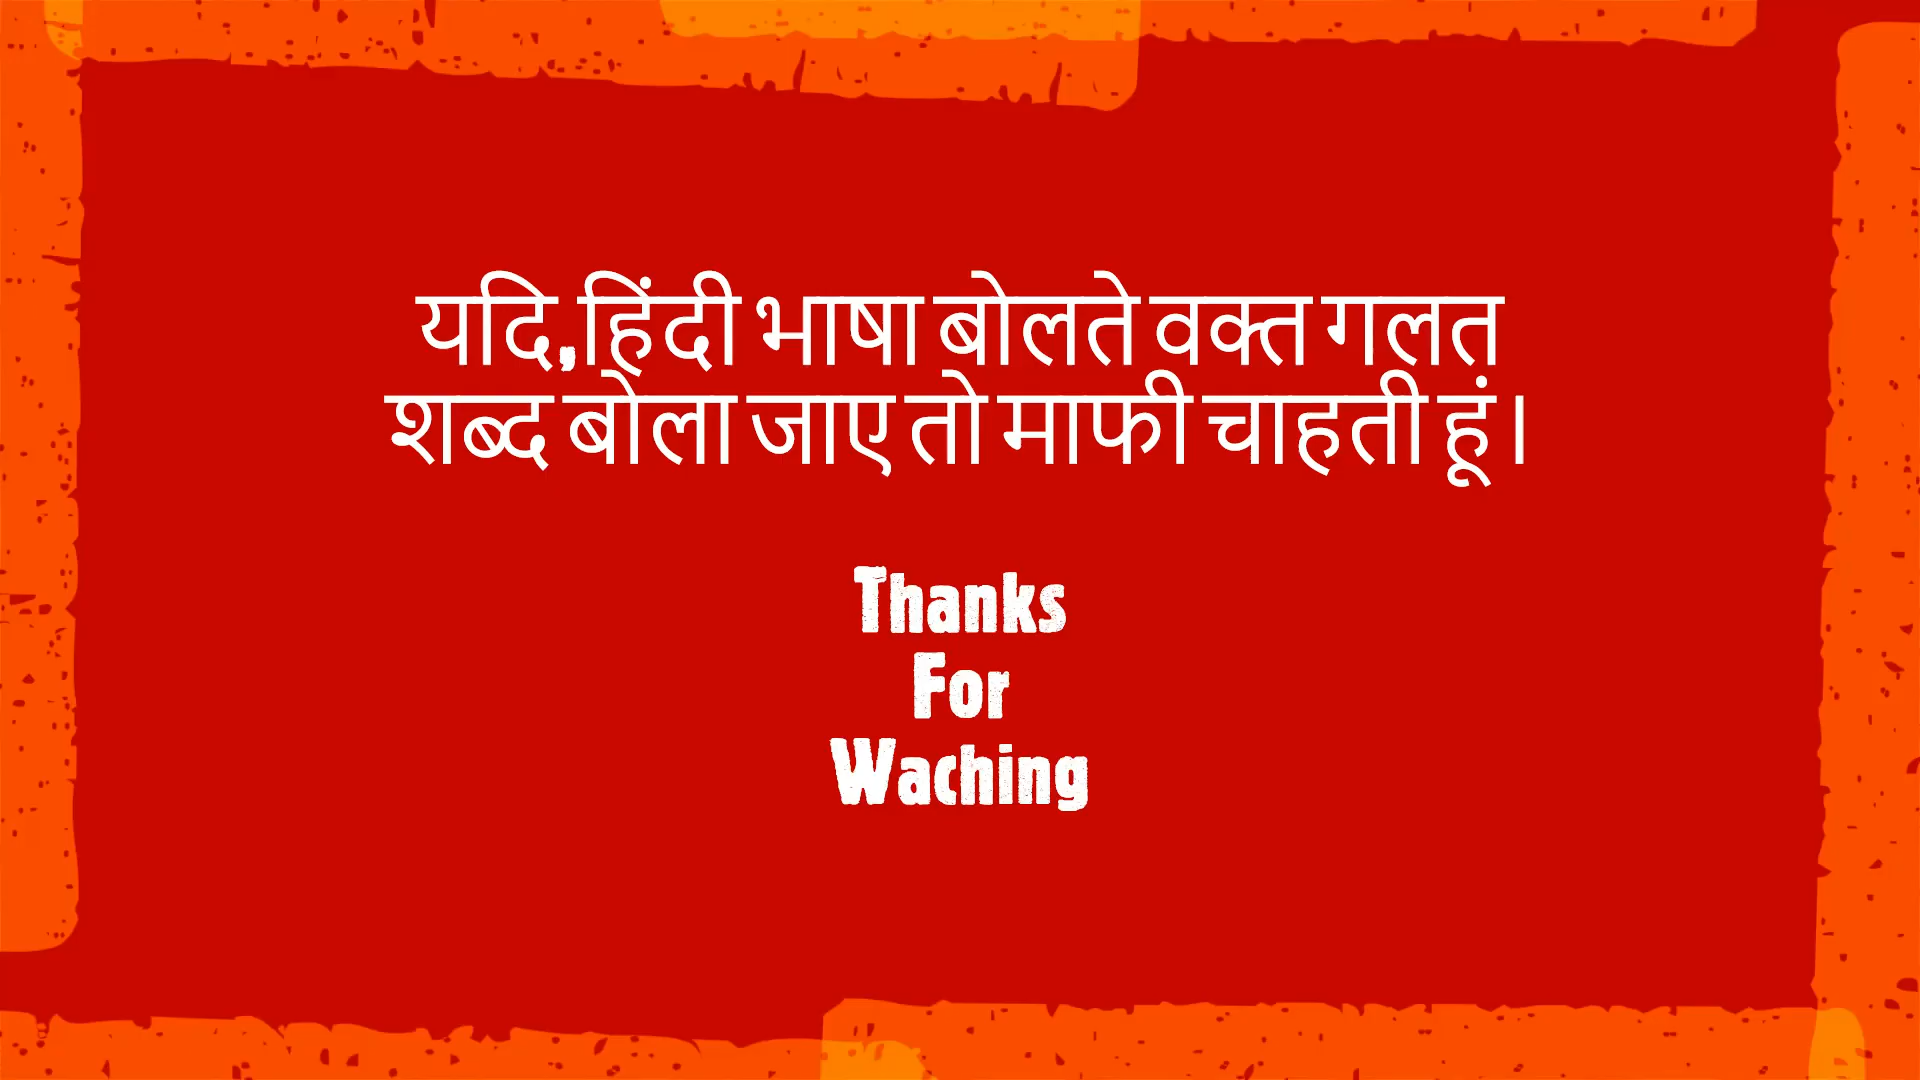 यदि,हिंदी भाषा बोलते वक्त गलत
शब्द बोला जाए तो माफी चाहती हूं।
Thanks
For
Waching